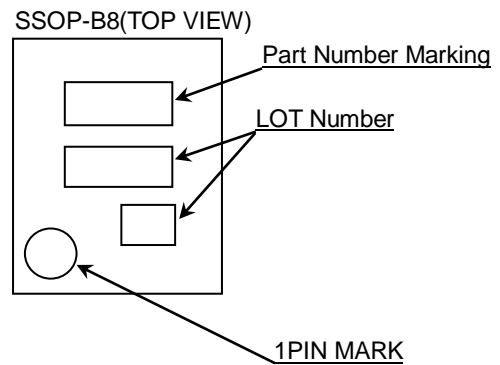 SSOP-B8(TOP VIEW)
Part Number Marking
LOT Number
1PIN MARK